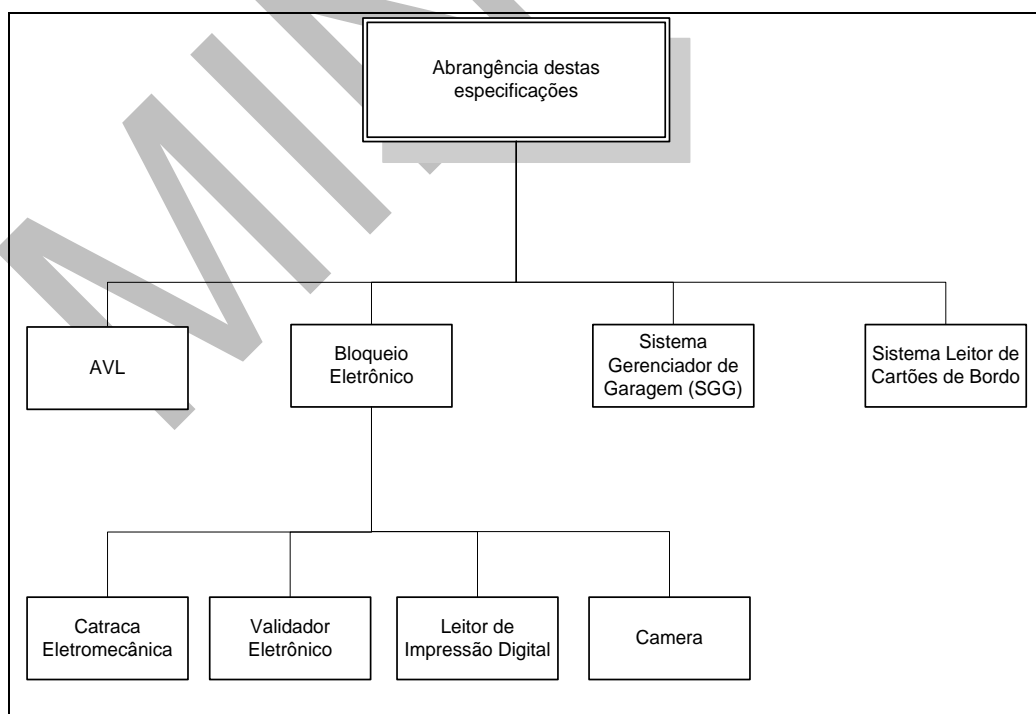 Abrangência destas
especificações
AVL
Bloqueio
Eletrônico
Sistema
Gerenciador de
Garagem (SGG)
Sistema Leitor de
Cartões de Bordo
Catraca
Eletromecânica
Validador
Eletrônico
Leitor de
Impressão Digital
Camera